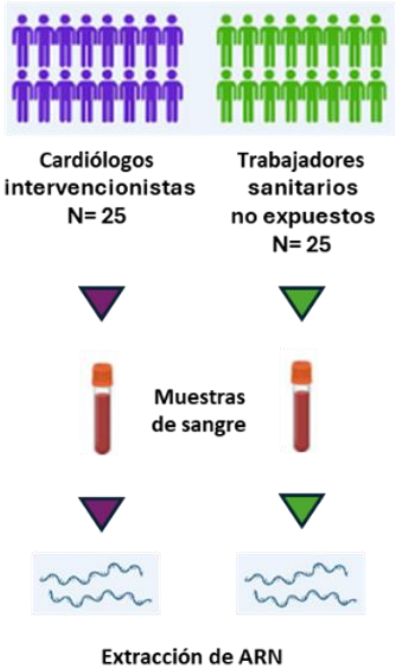 Cardiólogos
intervencionistas
N= 25
Trabajadores
sanitarios
no expuestos
N= 25
Muestras
de sangre
Extracción de ARN